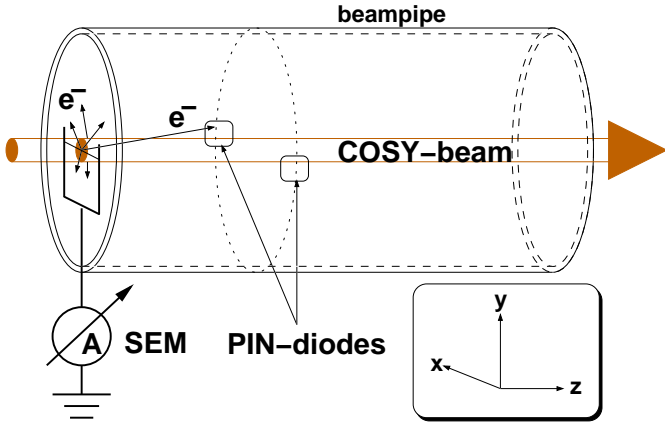 beampipe
e−
e−
COSY−beam
A
SEM
PIN−diodes
y
x
z